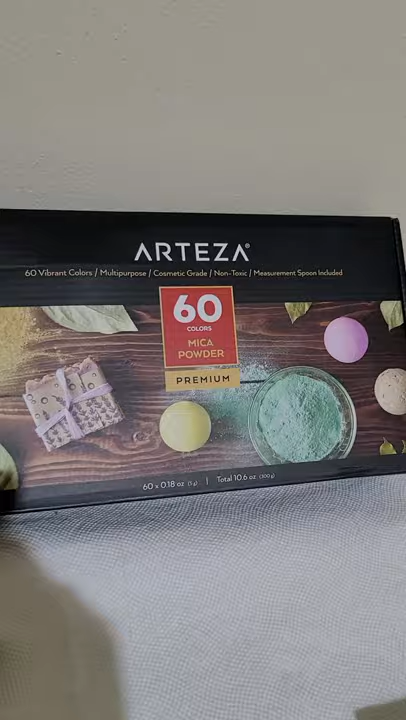 ARTEZA®
60 Vibrant Colors / Multipurpose / Cosmetic Grade / Non-Toxic / Measurement Spoon Included
60
COLORS
MICA
POWDER
PREMIUM
60 x 0.18 oz (5g) | Total 10.6 oz (300g)